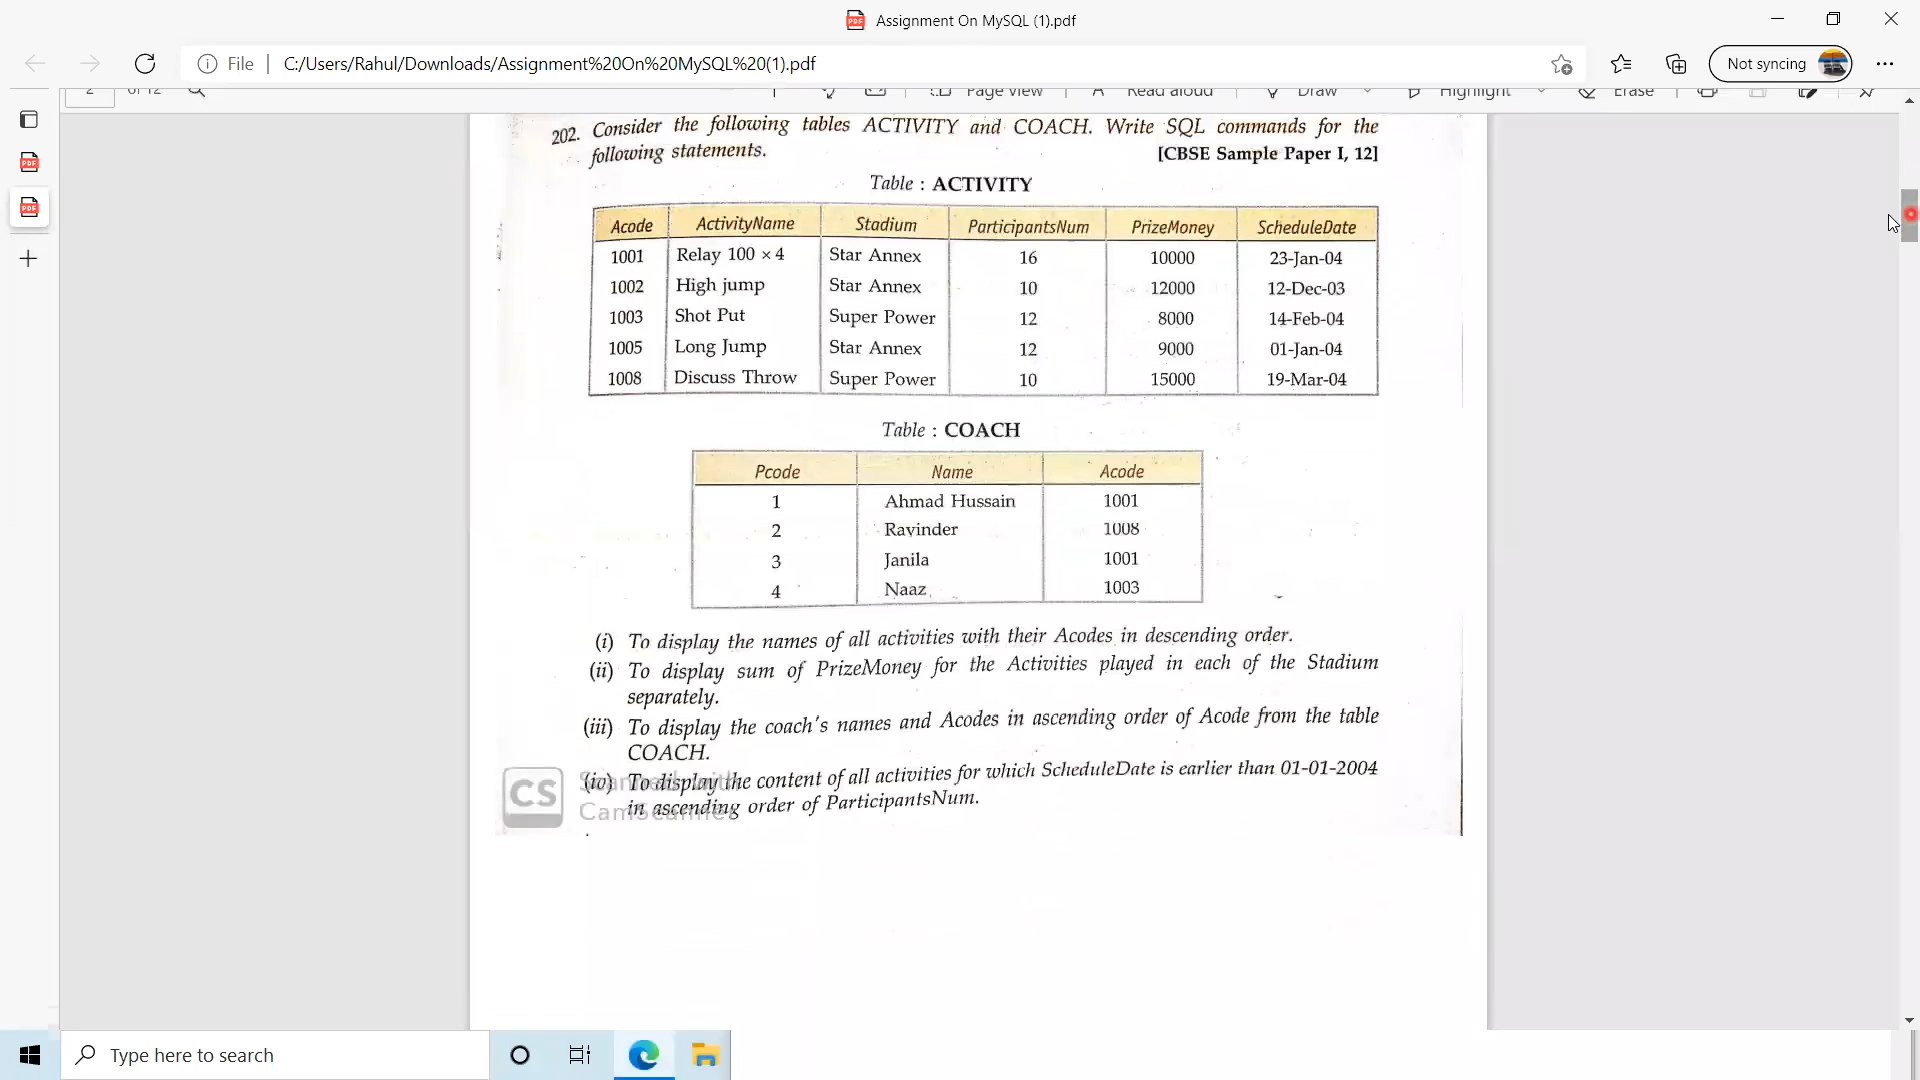 Assignment On MySQL (1).pdf
File
C:/Users/Rahul/Downloads/Assignment%20On%20MySQL%20(1).pdf
Not syncing
2 of 12 Page view Read aloud Draw Highlight Erase
202. Consider the following tables ACTIVITY and COACH. Write SQL commands for the
following statements. [CBSE Sample Paper I, 12]
Table : ACTIVITY
Acode ActivityName Stadium ParticipantsNum PrizeMoney ScheduleDate
1001 Relay 100 × 4 Star Annex 16 10000 23-Jan-04
1002 High jump Star Annex 10 12000 12-Dec-03
1003 Shot Put Super Power 12 8000 14-Feb-04
1005 Long Jump Star Annex 12 9000 01-Jan-04
1008 Discuss Throw Super Power 10 15000 19-Mar-04
Table : COACH
Pcode Name Acode
1 Ahmad Hussain 1001
2 Ravinder 1008
3 Janila 1001
4 Naaz 1003
(i) To display the names of all activities with their Acodes in descending order.
(ii) To display sum of PrizeMoney for the Activities played in each of the Stadium
separately.
(iii) To display the coach's names and Acodes in ascending order of Acode from the table
COACH.
(iv) To display the content of all activities for which ScheduleDate is earlier than 01-01-2004
in ascending order of ParticipantsNum.
CS Scanned with
CamScanner
Type here to search